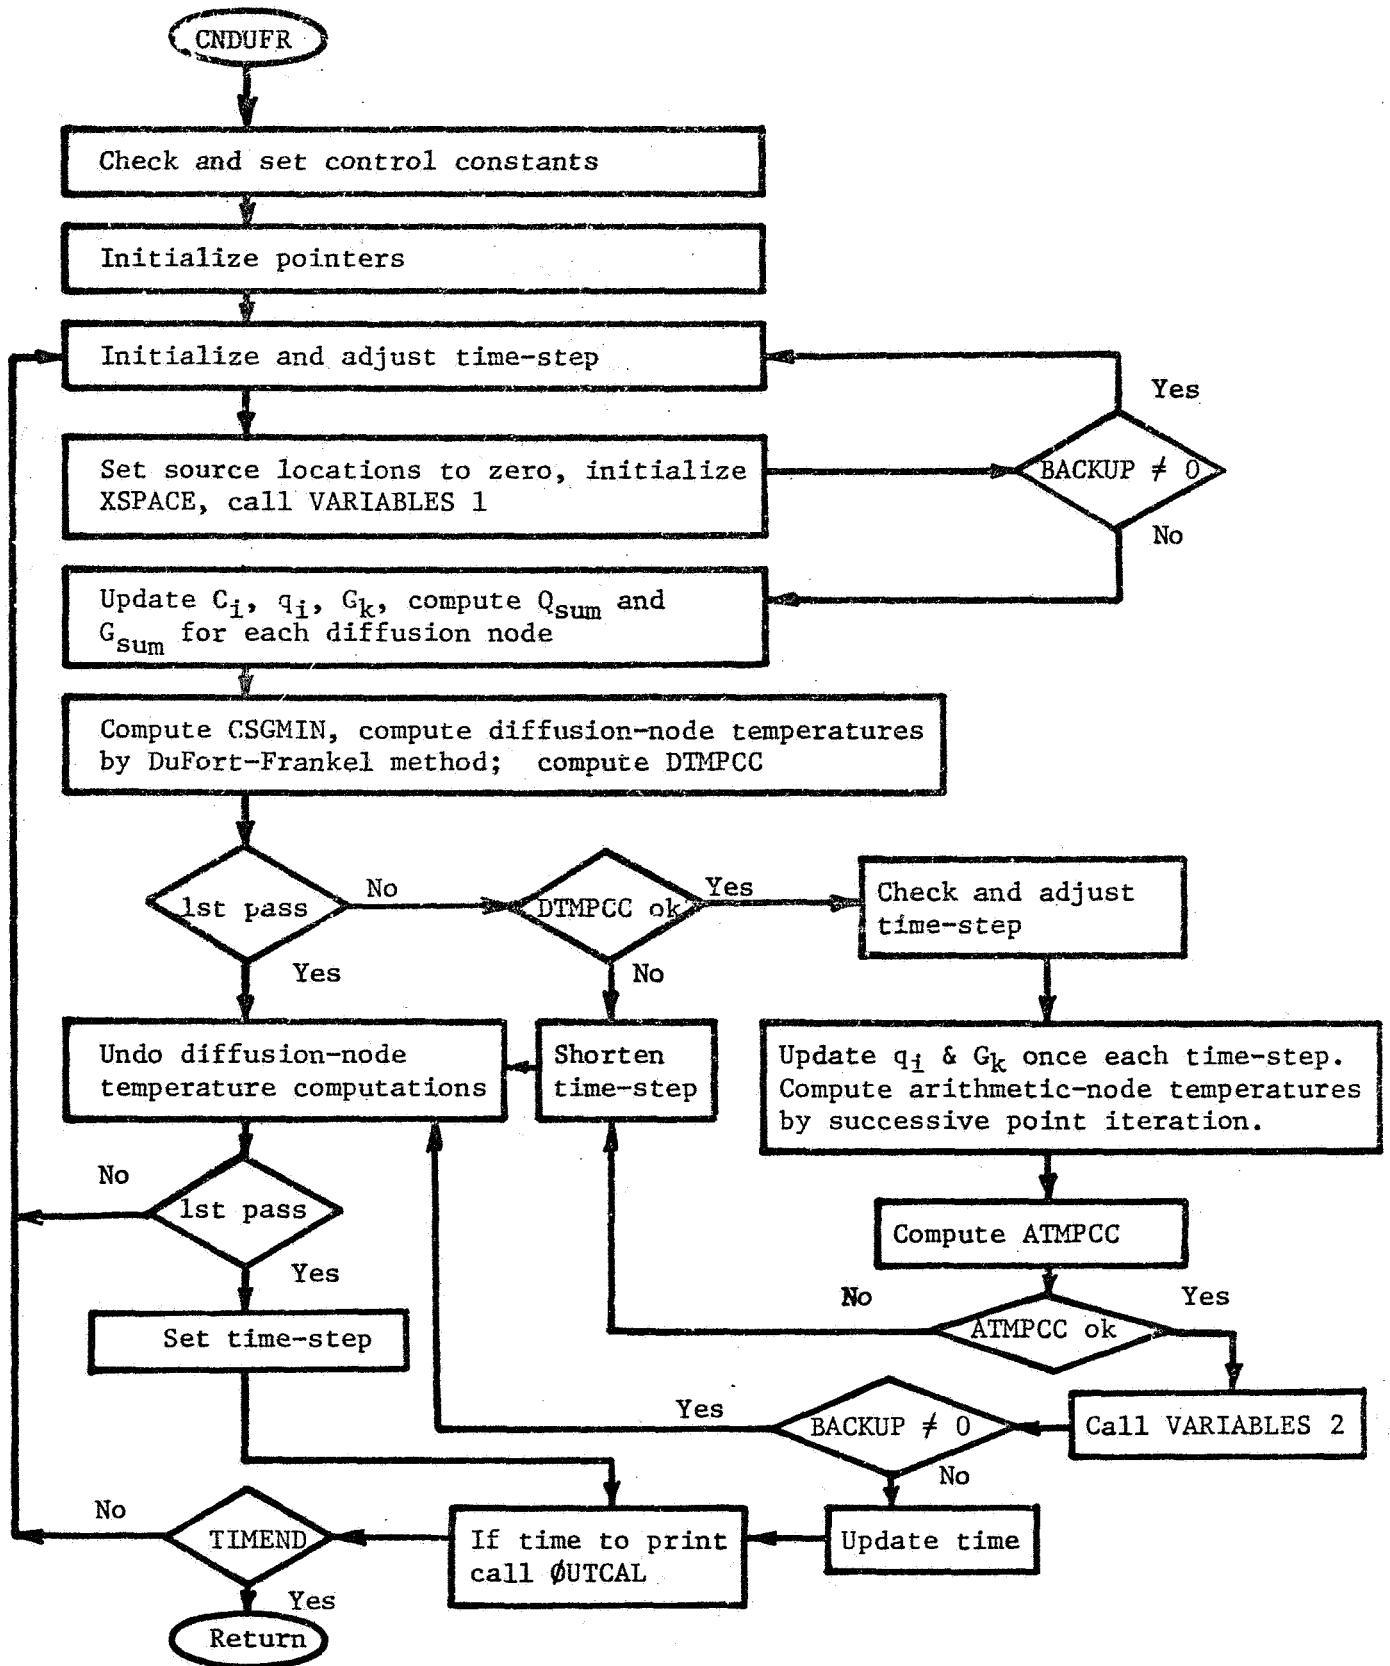 CNDUFR
Check and set control constants
Initialize pointers
Initialize and adjust time-step
Yes
Set source locations to zero, initialize
XSPACE, call VARIABLES 1
BACKUP ≠ 0
No
Update Ci, qi, Gk, compute Qsum and
Gsum for each diffusion node
Compute CSGMIN, compute diffusion-node temperatures
by DuFort-Frankel method; compute DTMPCC
1st pass
No
DTMPCC ok
Yes
Check and adjust
time-step
Yes
No
Undo diffusion-node
temperature computations
Shorten
time-step
Update qi & Gk once each time-step.
Compute arithmetic-node temperatures
by successive point iteration.
No
1st pass
Yes
Compute ATMPCC
No
Yes
ATMPCC ok
Set time-step
Yes
BACKUP ≠ 0
Call VARIABLES 2
No
No
TIMEND
If time to print
call ØUTCAL
Update time
Yes
Return